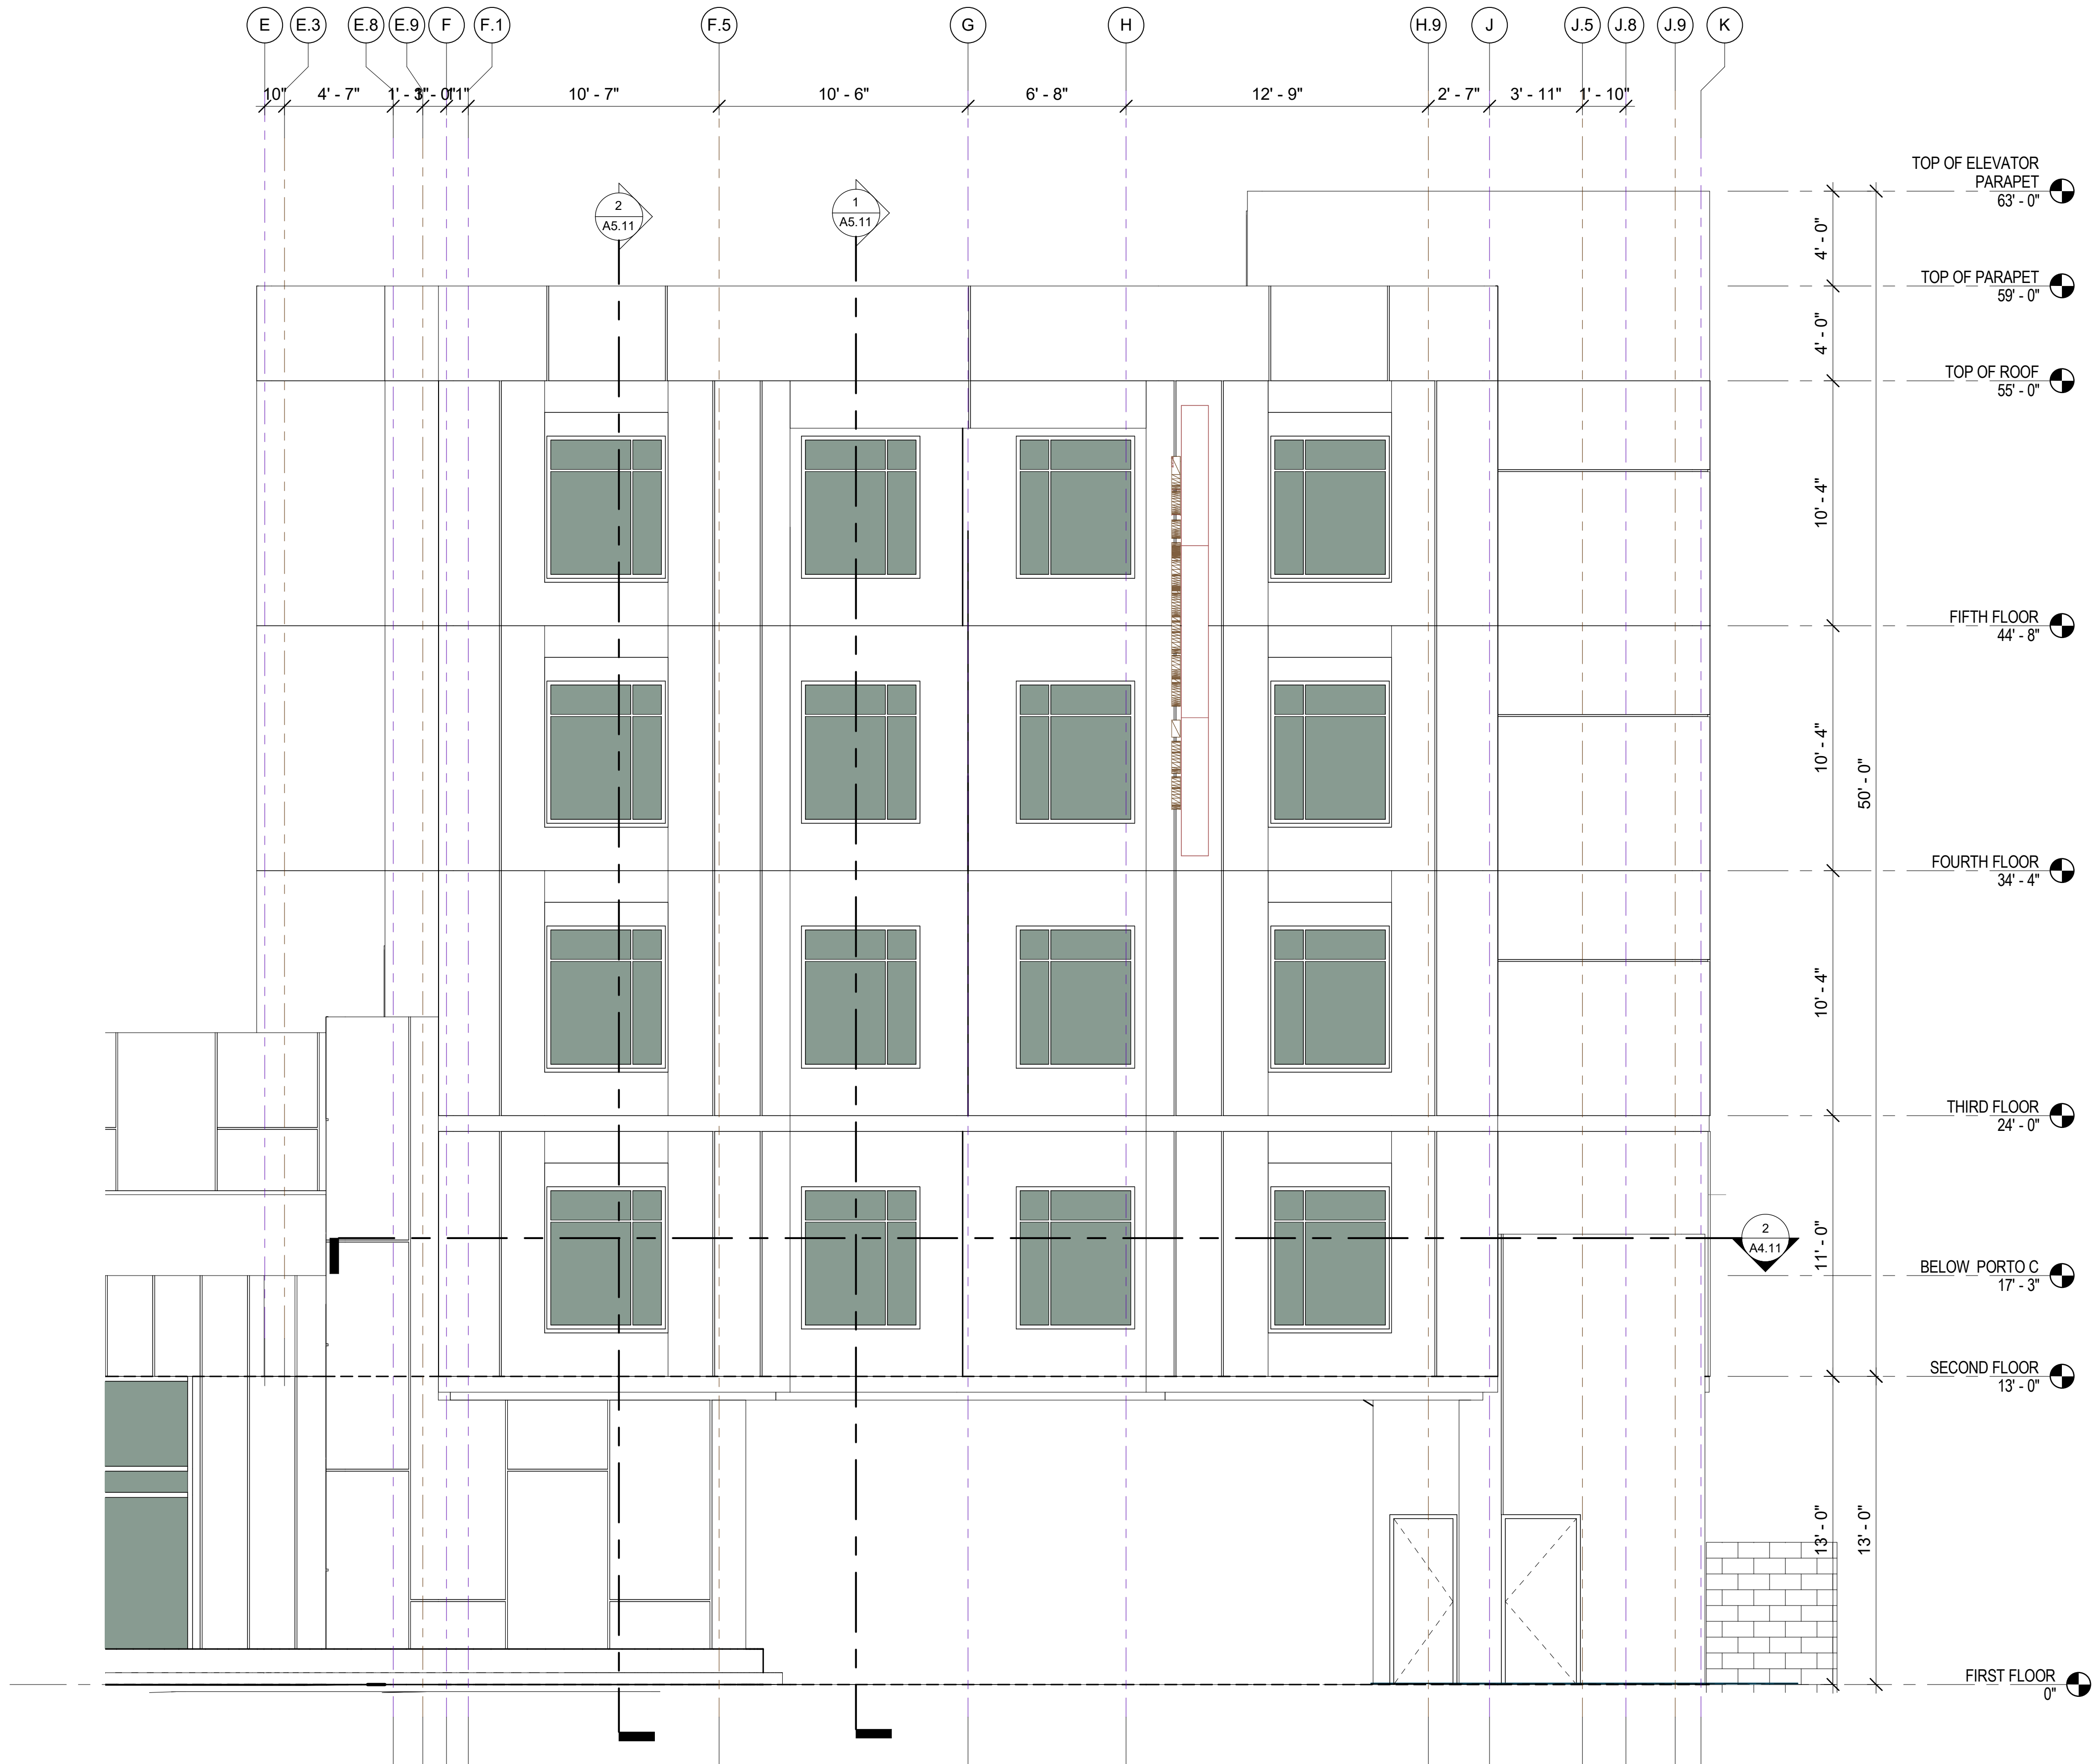 E E.3 E.8 E.9 F F.1 F.5 G H H.9 J J.5 J.8 J.9 K
10" 4' - 7" 10' - 7" 10' - 6" 6' - 8" 12' - 9" 2' - 7" 3' - 11" 1' - 10"
TOP OF ELEVATOR
PARAPET
63' - 0"
2
A5.11
1
A5.11
4' - 0"
TOP OF PARAPET
59' - 0"
4' - 0"
TOP OF ROOF
55' - 0"
10' - 4"
FIFTH FLOOR
44' - 8"
10' - 4"
50' - 0"
FOURTH FLOOR
34' - 4"
10' - 4"
THIRD FLOOR
24' - 0"
2
A4.11
11' - 0"
BELOW PORTO C
17' - 3"
SECOND FLOOR
13' - 0"
13' - 0"
13' - 0"
FIRST FLOOR
0"